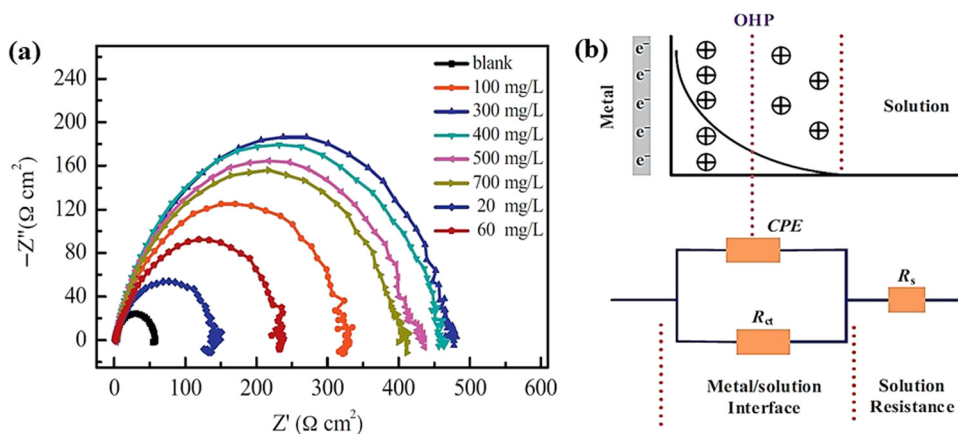 (a)
240
200
160
120
80
40
0
−Z''(Ω cm²)
0 100 200 300 400 500 600
Z' (Ω cm²)
blank
100 mg/L
300 mg/L
400 mg/L
500 mg/L
700 mg/L
20 mg/L
60 mg/L
(b)
OHP
Metal
e⁻
e⁻
e⁻
e⁻
e⁻
Solution
CPE
Rct
Rs
Metal/solution
Interface
Solution
Resistance